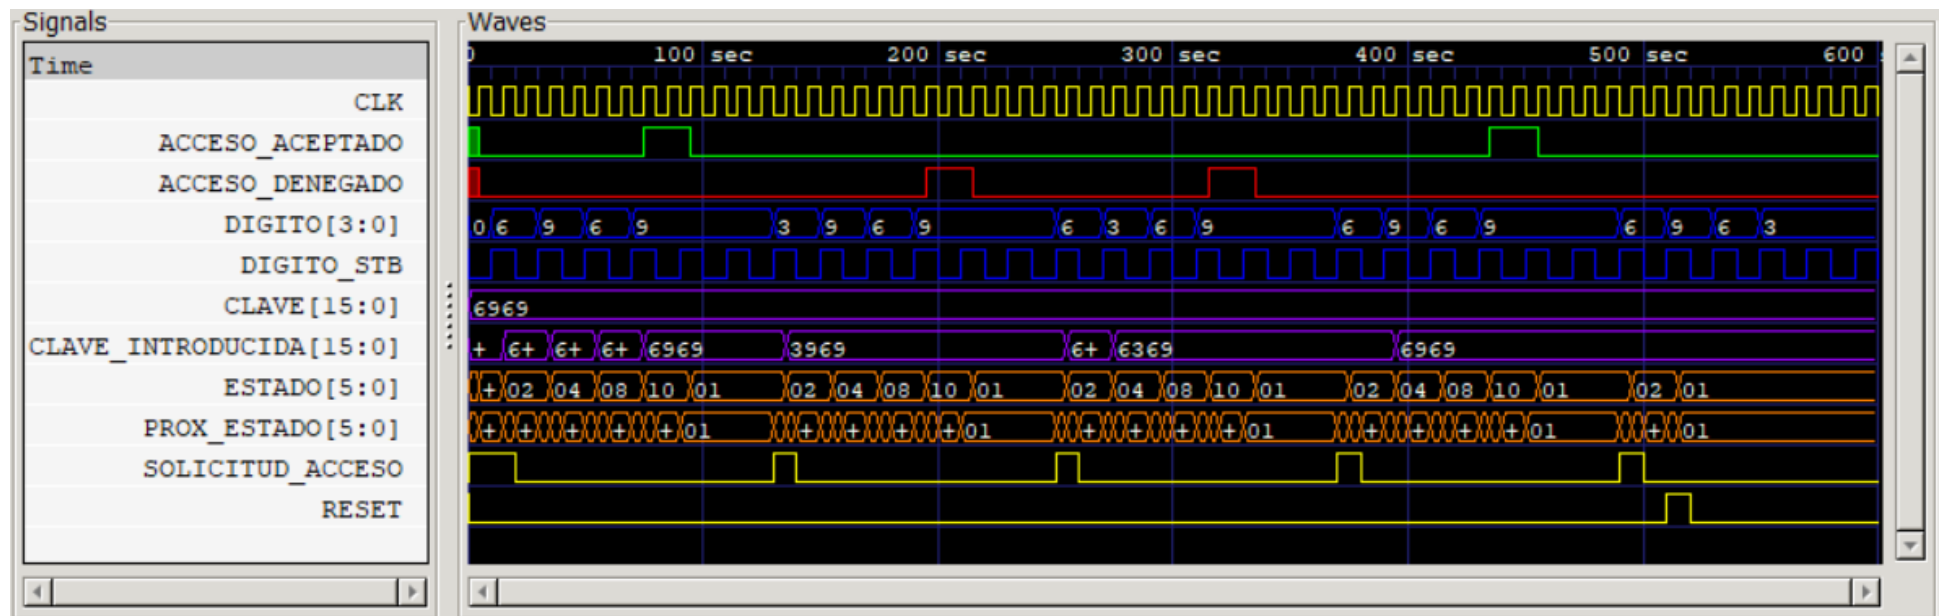 Signals
Waves
Time
0 100 sec 200 sec 300 sec 400 sec 500 sec 600 s
CLK
ACCESO_ACEPTADO
ACCESO_DENEGADO
DIGITO[3:0] 0 6 9 6 9 3 9 6 9 6 3 6 9 6 9 6 9 6 9 6 3
DIGITO_STB
CLAVE[15:0] 6969
CLAVE_INTRODUCIDA[15:0] + 6+ 6+ 6+ 6969 3969 6+ 6369 6969
ESTADO[5:0] + 02 04 08 10 01 02 04 08 10 01 02 04 08 10 01 02 04 08 10 01 02 01
PROX_ESTADO[5:0] + + + + + 01 + + + + 01 + + + + 01 + + + + 01 + 01
SOLICITUD_ACCESO
RESET